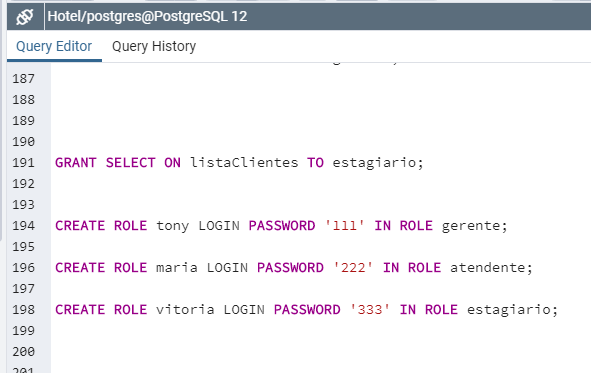 Hotel/postgres@PostgreSQL 12
Query Editor Query History
187
188
189
190
191 GRANT SELECT ON listaClientes TO estagiario;
192
193
194 CREATE ROLE tony LOGIN PASSWORD '111' IN ROLE gerente;
195
196 CREATE ROLE maria LOGIN PASSWORD '222' IN ROLE atendente;
197
198 CREATE ROLE vitoria LOGIN PASSWORD '333' IN ROLE estagiario;
199
200
201